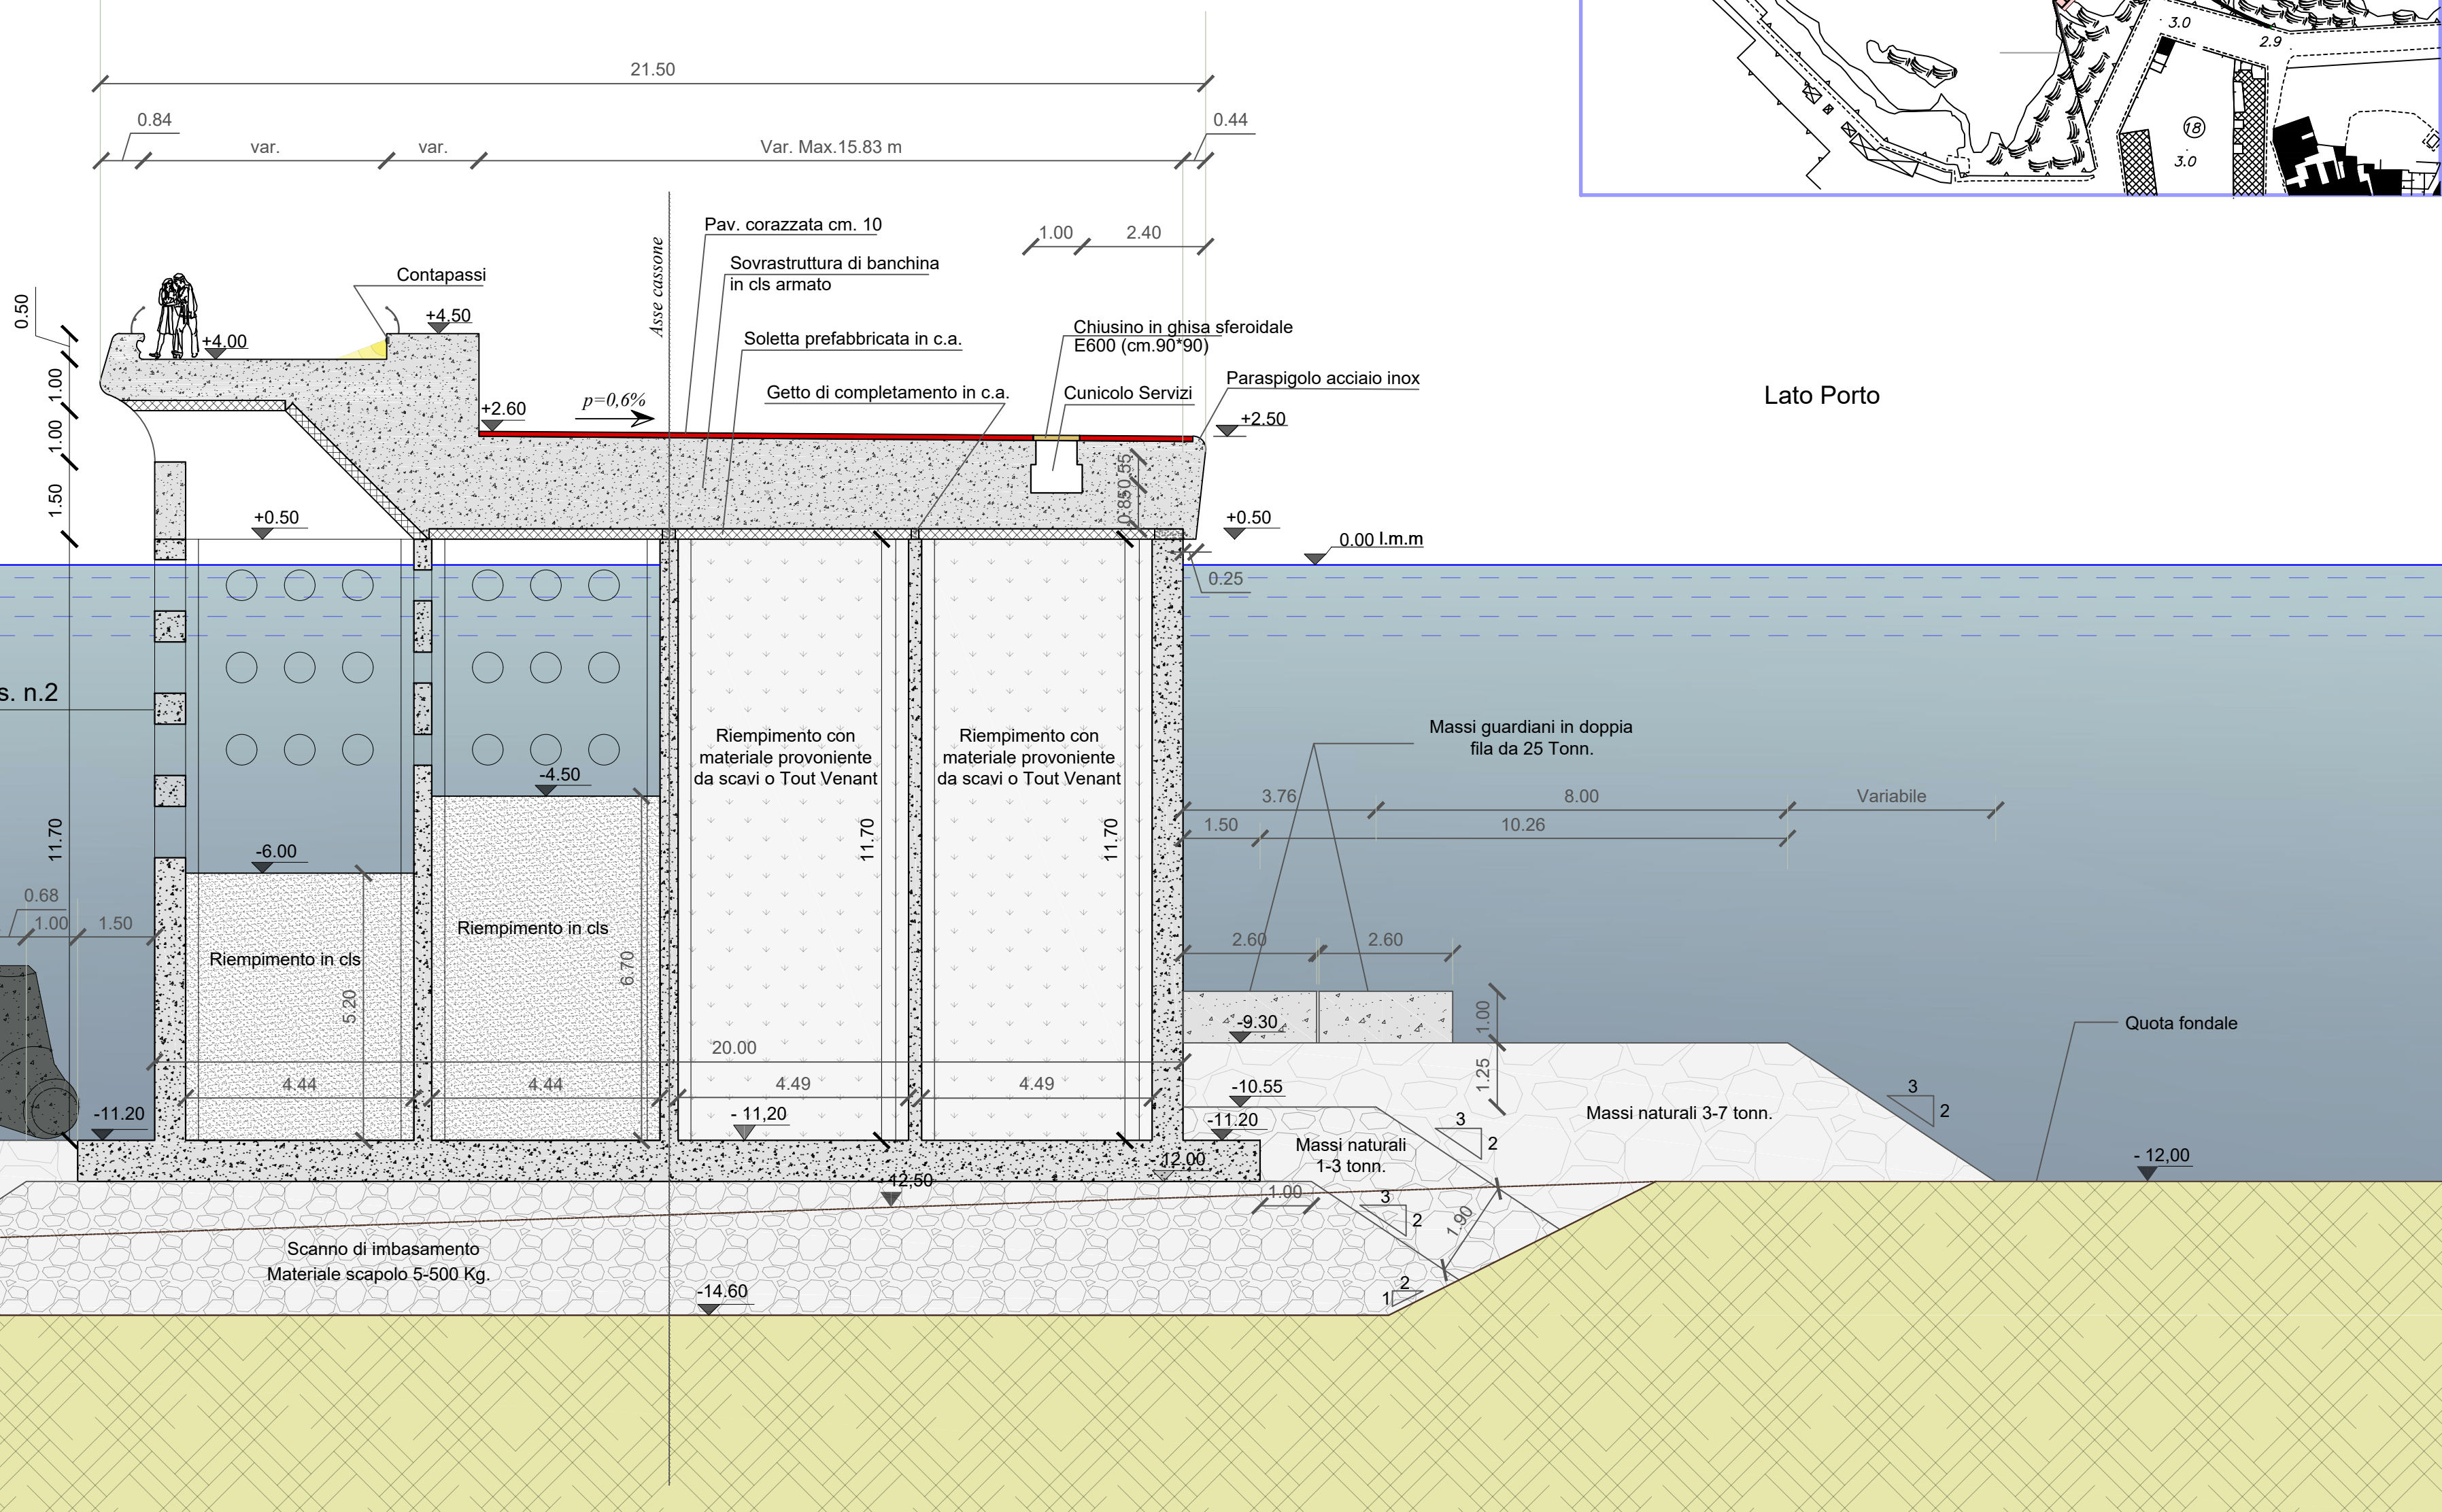 21.50
3.0
2.9
18
3.0
0.84
var.
var.
Var. Max.15.83 m
0.44
Pav. corazzata cm. 10
1.00
2.40
Asse cassone
Sovrastruttura di banchina
in cls armato
Contapassi
0.50
+4.50
+4.00
Soletta prefabbricata in c.a.
Chiusino in ghisa sferoidale
E600 (cm.90*90)
Getto di completamento in c.a.
Cunicolo Servizi
Paraspigolo acciaio inox
Lato Porto
1.00
+2.60
p=0,6%
+2.50
1.00
0.55
0.85
1.50
+0.50
+0.50
0.00 l.m.m
0.25
s. n.2
Riempimento con
materiale provoniente
da scavi o Tout Venant
Riempimento con
materiale provoniente
da scavi o Tout Venant
Massi guardiani in doppia
fila da 25 Tonn.
-4.50
3.76
8.00
Variabile
1.50
10.26
11.70
11.70
11.70
-6.00
0.68
1.00
1.50
Riempimento in cls
Riempimento in cls
2.60
2.60
5.20
6.70
-9.30
1.00
Quota fondale
20.00
1.25
4.44
4.44
4.49
4.49
-10.55
3
2
-11.20
- 11,20
-11.20
3
2
Massi naturali 3-7 tonn.
Massi naturali
1-3 tonn.
12.00
- 12,00
12,50
1.00
3
2
1.90
Scanno di imbasamento
Materiale scapolo 5-500 Kg.
-14.60
2
1